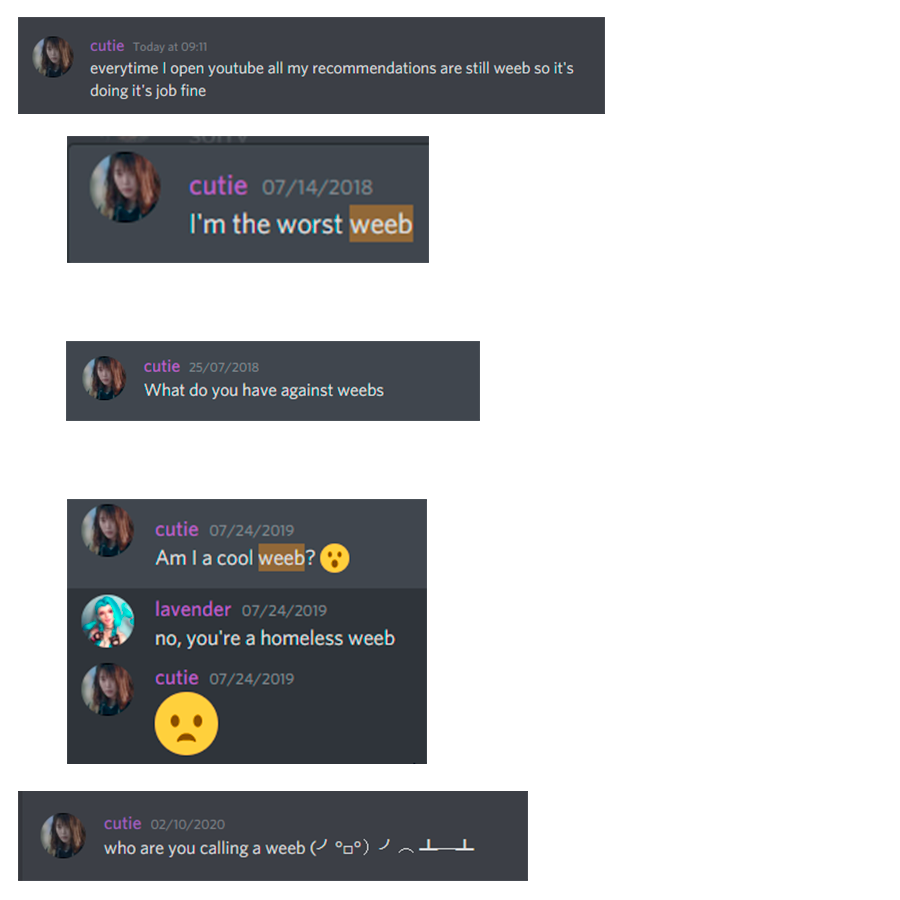 cutie Today at 09:11
everytime I open youtube all my recommendations are still weeb so it's
doing it's job fine
sorry
cutie 07/14/2018
I'm the worst weeb
cutie 25/07/2018
What do you have against weebs
cutie 07/24/2019
Am I a cool weeb? 😮
lavender 07/24/2019
no, you're a homeless weeb
cutie 07/24/2019
🙁
cutie 02/10/2020
who are you calling a weeb (╯°□°）╯︵ ┻━┻